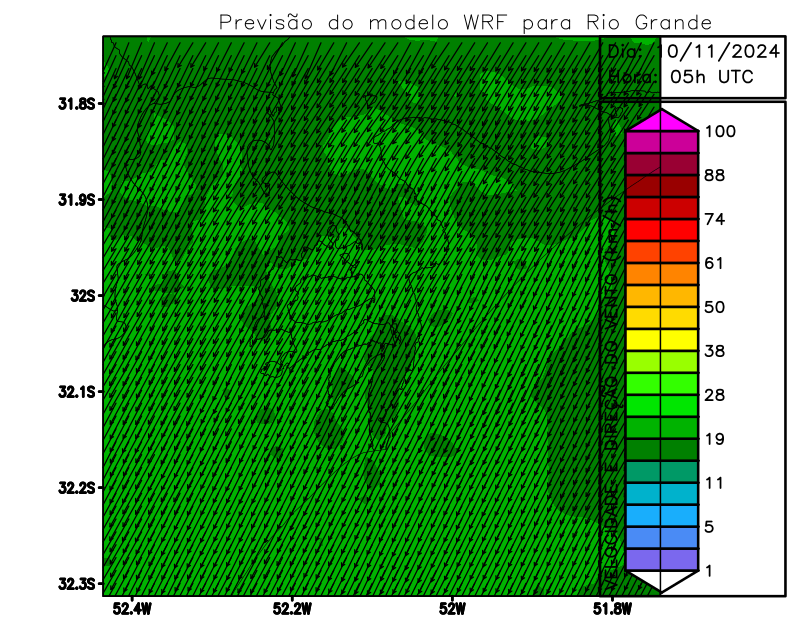 Previsão do modelo WRF para Rio Grande
Dia: 10/11/2024
Hora: 05h UTC
31.8S
31.9S
32S
32.1S
32.2S
32.3S
52.4W
52.2W
52W
51.8W
VELOCIDADE E DIREÇÃO DO VENTO (km/h)
100
88
74
61
50
38
28
19
11
5
1